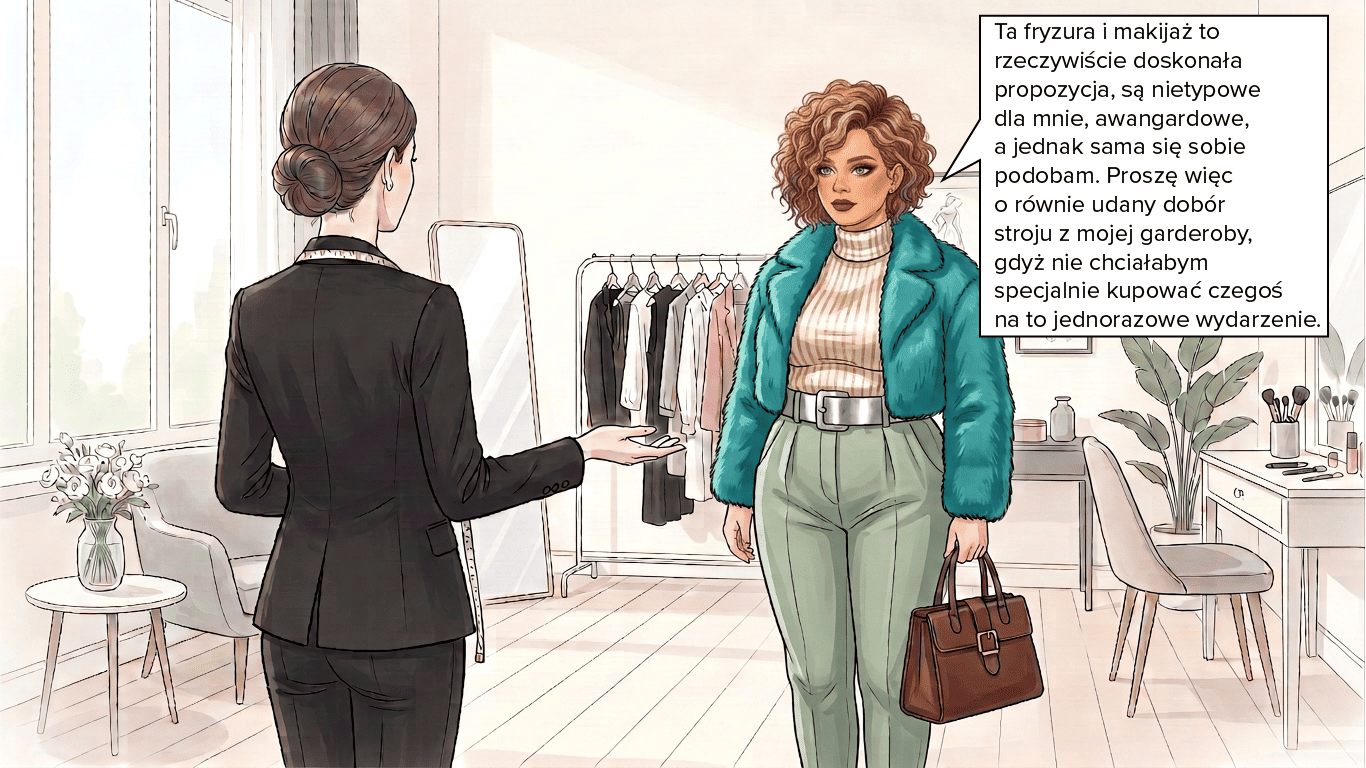 Ta fryzura i makijaż to
rzeczywiście doskonała
propozycja, są nietypowe
dla mnie, awangardowe,
a jednak sama się sobie
podobam. Proszę więc
o równie udany dobór
stroju z mojej garderoby,
gdyż nie chciałabym
specjalnie kupować czegoś
na to jednorazowe wydarzenie.